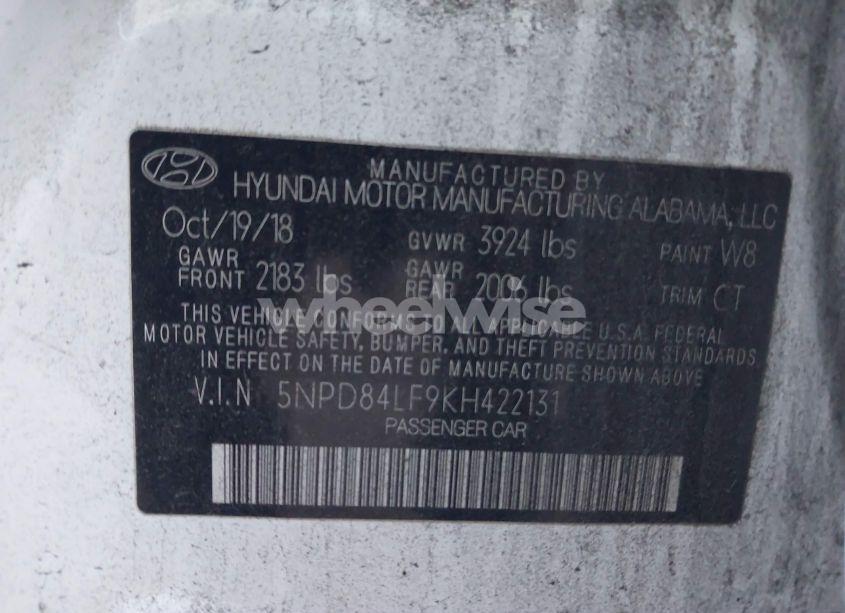 MANUFACTURED BY
HYUNDAI MOTOR MANUFACTURING ALABAMA, LLC
Oct/19/18 GVWR 3924 lbs PAINT W8
GAWR FRONT 2183 lbs GAWR REAR 2006 lbs TRIM CT
wheelwise
THIS VEHICLE CONFORMS TO ALL APPLICABLE U.S.A. FEDERAL
MOTOR VEHICLE SAFETY, BUMPER, AND THEFT PREVENTION STANDARDS
IN EFFECT ON THE DATE OF MANUFACTURE SHOWN ABOVE.
V.I.N 5NPD84LF9KH422131
PASSENGER CAR